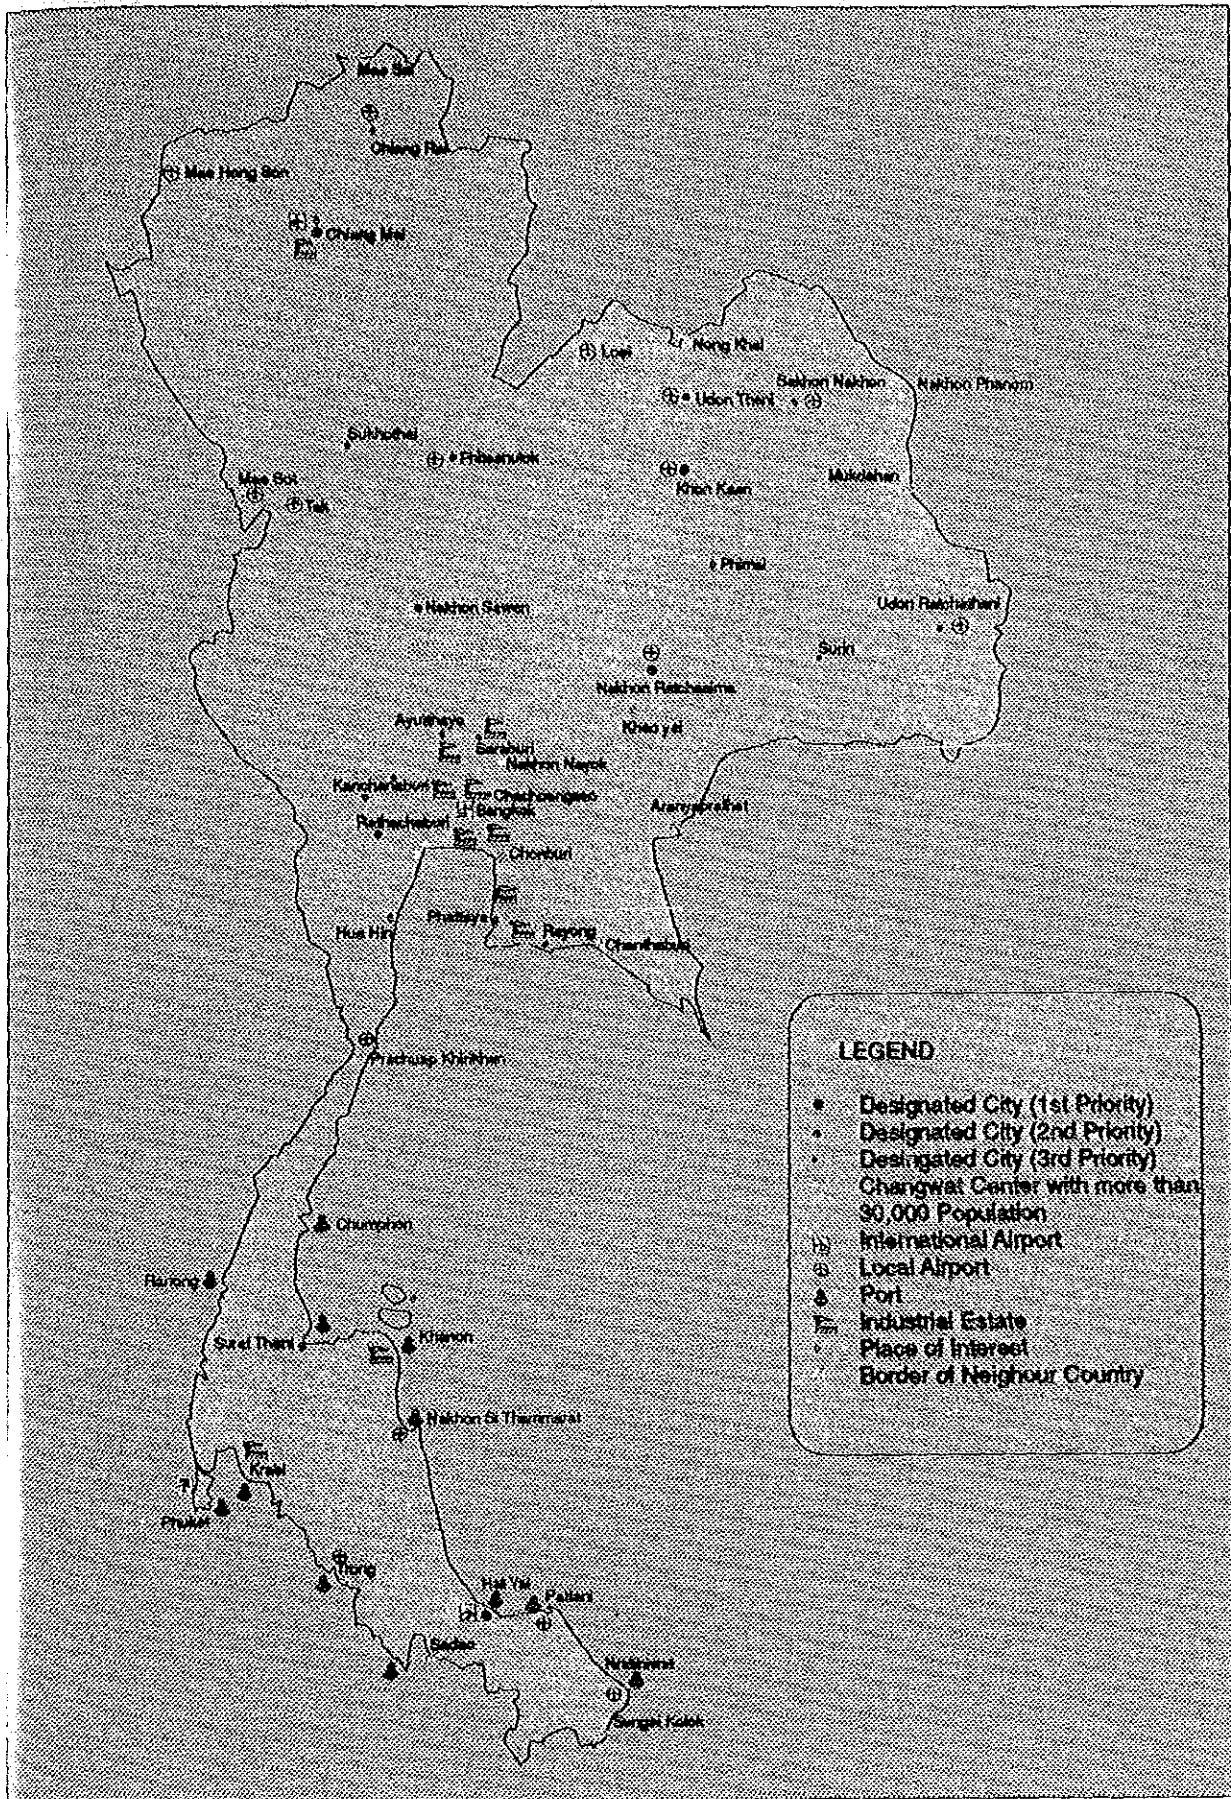 Mae Sai
Chiang Rai
Mae Hong Son
Chiang Mai
Loei
Nong Khai
Sakhon Nakhon
Nakhon Phanom
Udon Thani
Sukhothai
Phitsanulok
Mae Sot
Tak
Khon Kaen
Mukdahan
Phimai
Nakhon Sawan
Udon Ratchathani
Surin
Nakhon Ratchasima
Khao yai
Ayutthaya
Saraburi
Nakhon Nayok
Kanchanaburi
Chachoengsao
Bangkok
Aranyaprathet
Rathachaburi
Chonburi
Hua Hin
Phattaya
Rayong
Chanthaburi
Prachuap Khirikhan
LEGEND
Designated City (1st Priority)
Designated City (2nd Priority)
Desingated City (3rd Priority)
Changwat Center with more than
30,000 Population
International Airport
Local Airport
Port
Industrial Estate
Place of Interest
Border of Neighour Country
Chumphon
Ranong
Surat Thani
Khanon
Nakhon Si Thammarat
Krabi
Phuket
Trang
Hat Yai
Pattani
Sadao
Narathiwat
Sungai Kolok